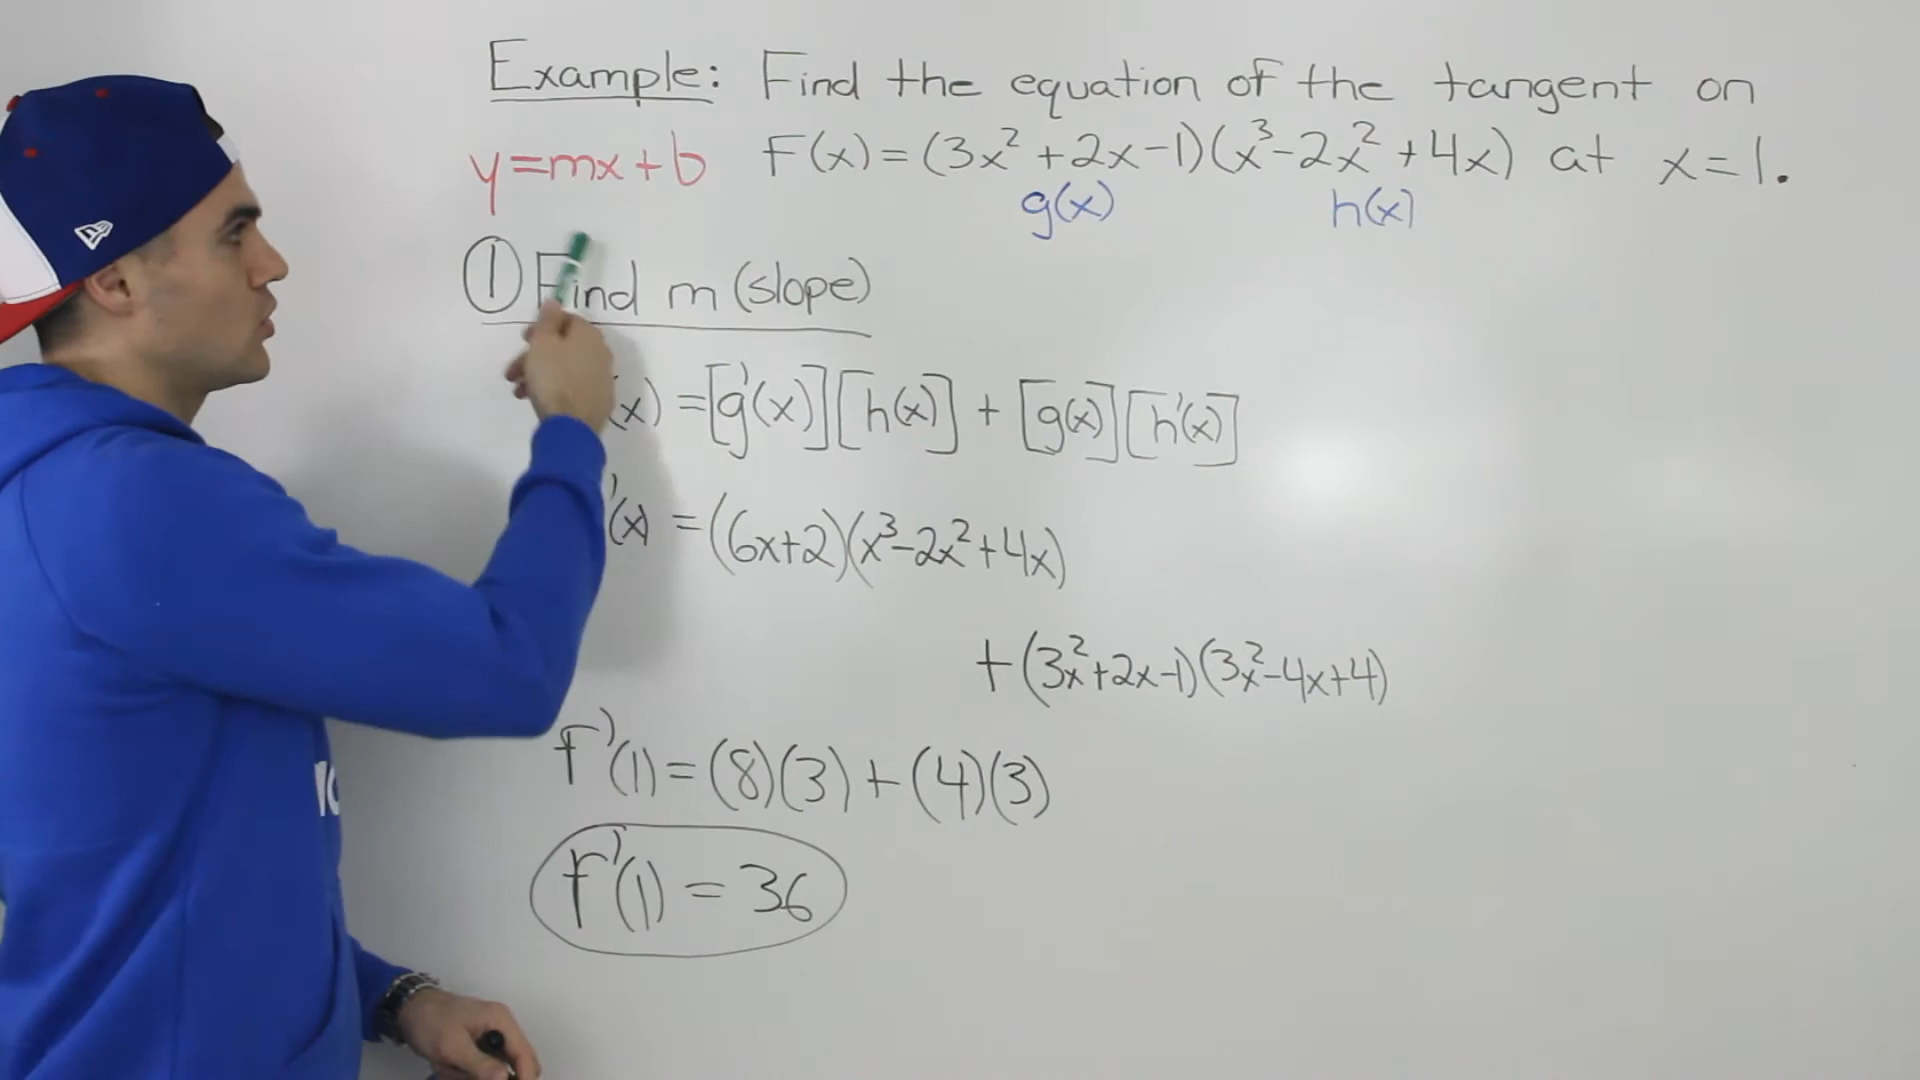 Example: Find the equation of the tangent on
y=mx+b F(x)=(3x²+2x-1)(x³-2x²+4x) at x=1.
g(x) h(x)
① Find m (slope)
(x) =[g'(x)][h(x)] + [g(x)][h'(x)]
'(x) =(6x+2)(x³-2x²+4x)
+(3x²+2x-1)(3x²-4x+4)
f'(1)=(8)(3)+(4)(3)
f'(1) = 36